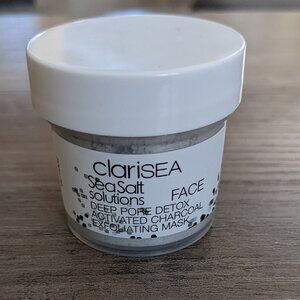 clariSEA
SeaSalt
solutions FACE
DEEP PORE DETOX
ACTIVATED CHARCOAL
EXFOLIATING MASK